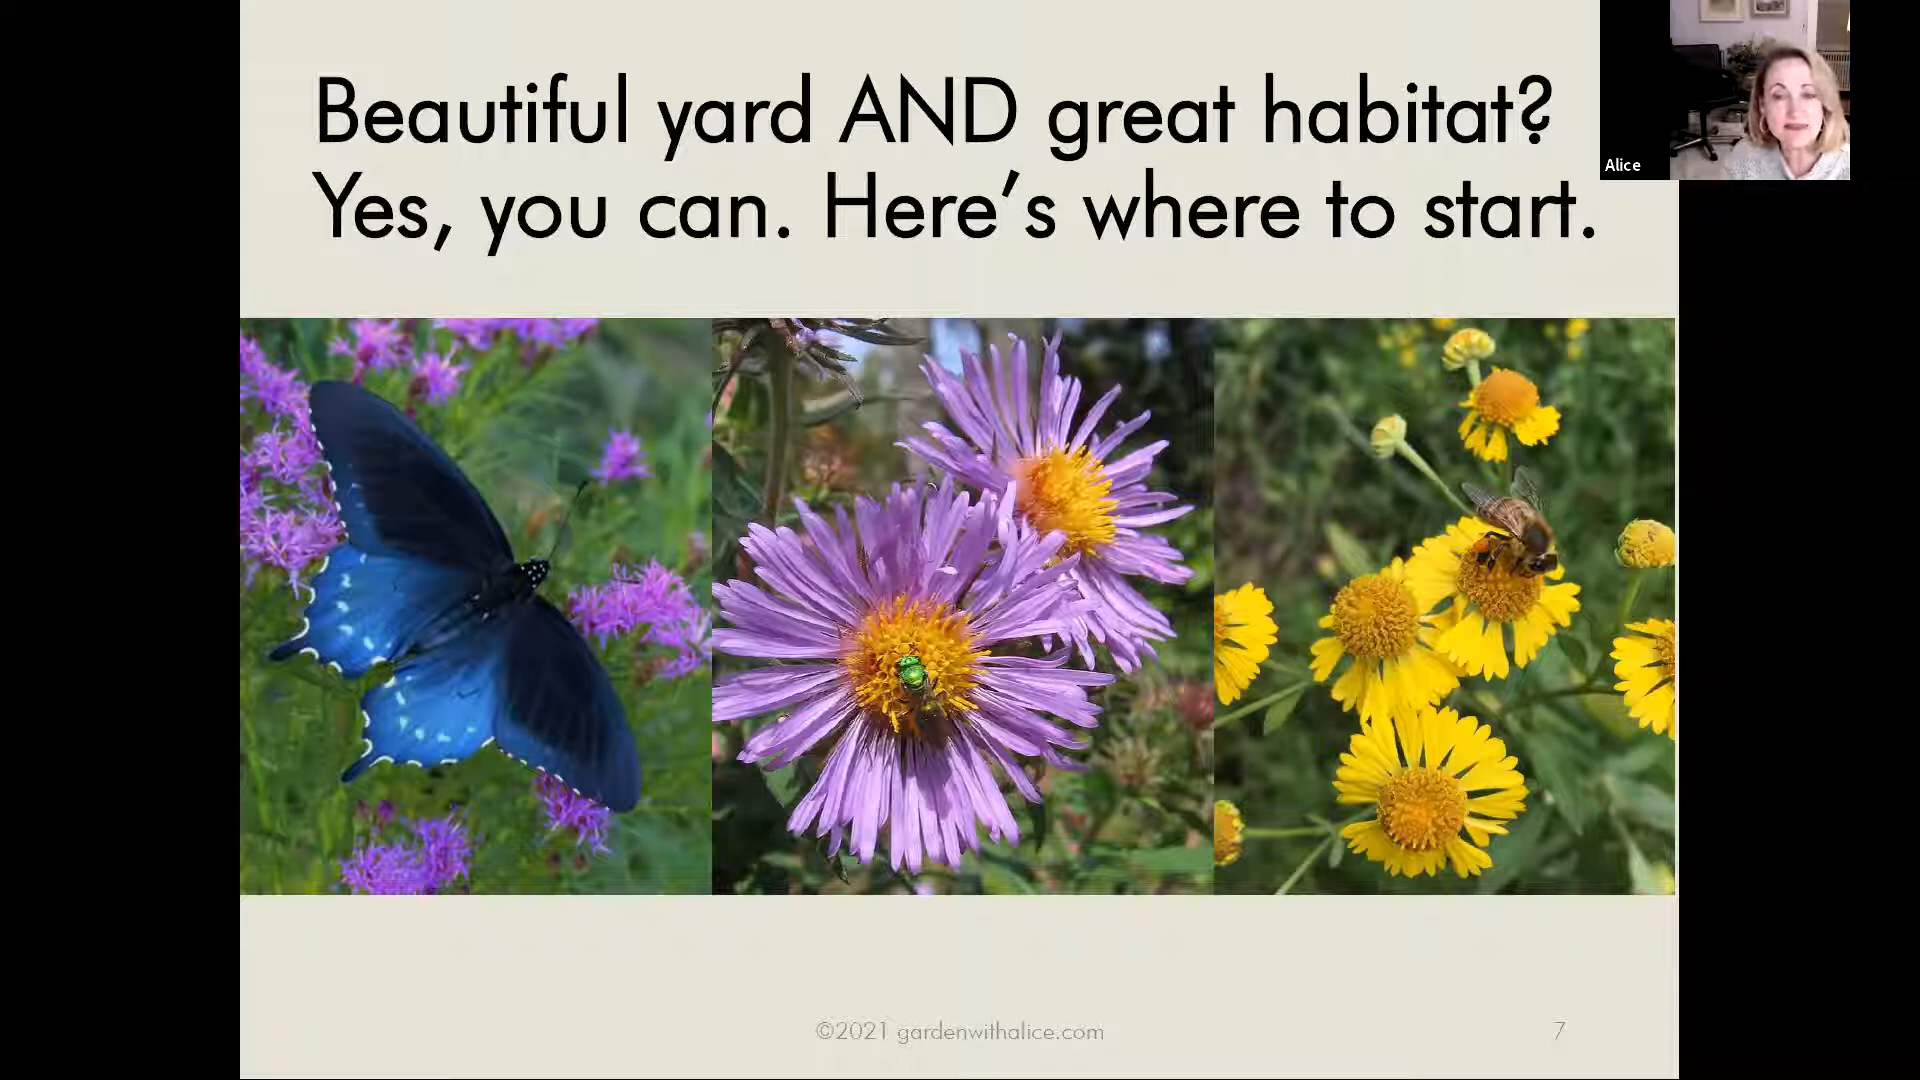 Beautiful yard AND great habitat?
Yes, you can. Here’s where to start.
Alice
©2021 gardenwithalice.com
7